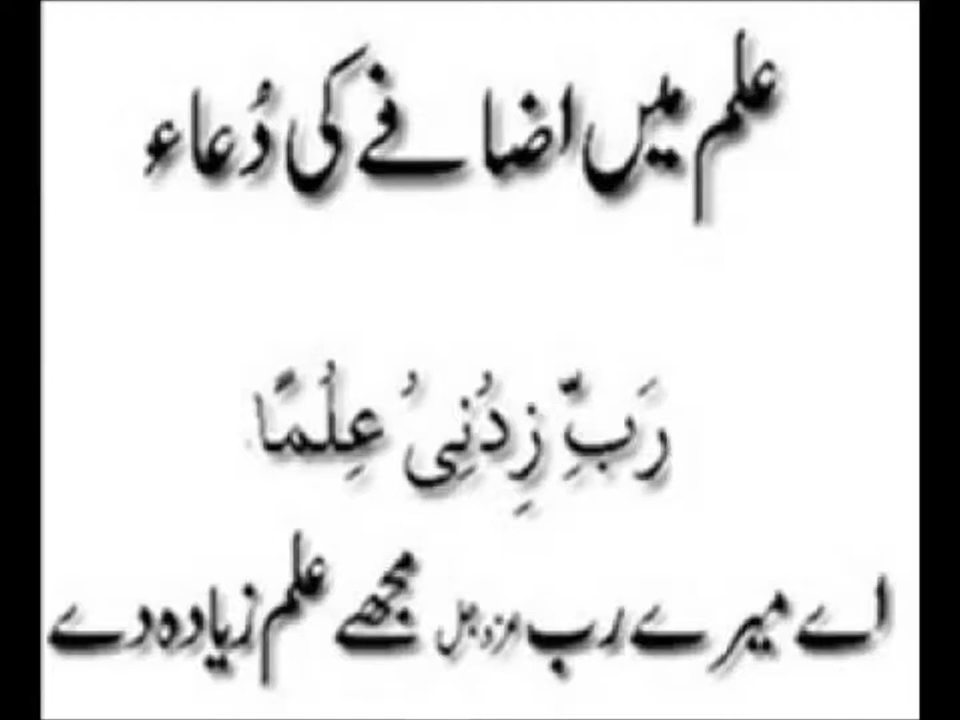 علم میں اضافے کی دُعاء
رَبِّ زِدْنِیْ عِلْمًا
اے میرے رب عزوجل مجھے علم زیادہ دے